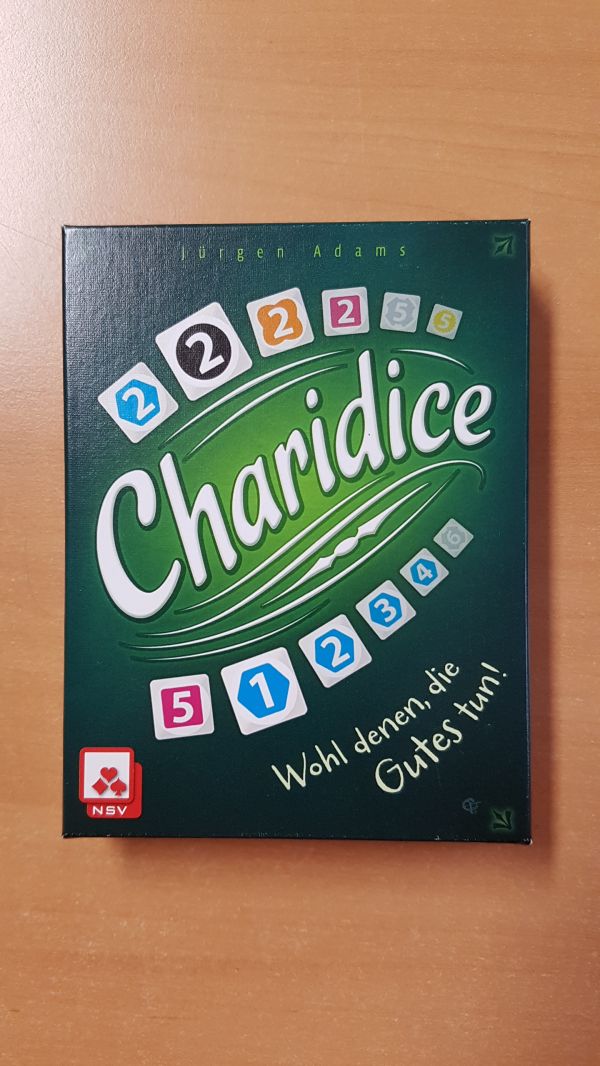 Jürgen Adams
2 2 2 2 5 5
Charidice
5 1 2 3 4 6
Wohl denen, die
Gutes tun!
NSV